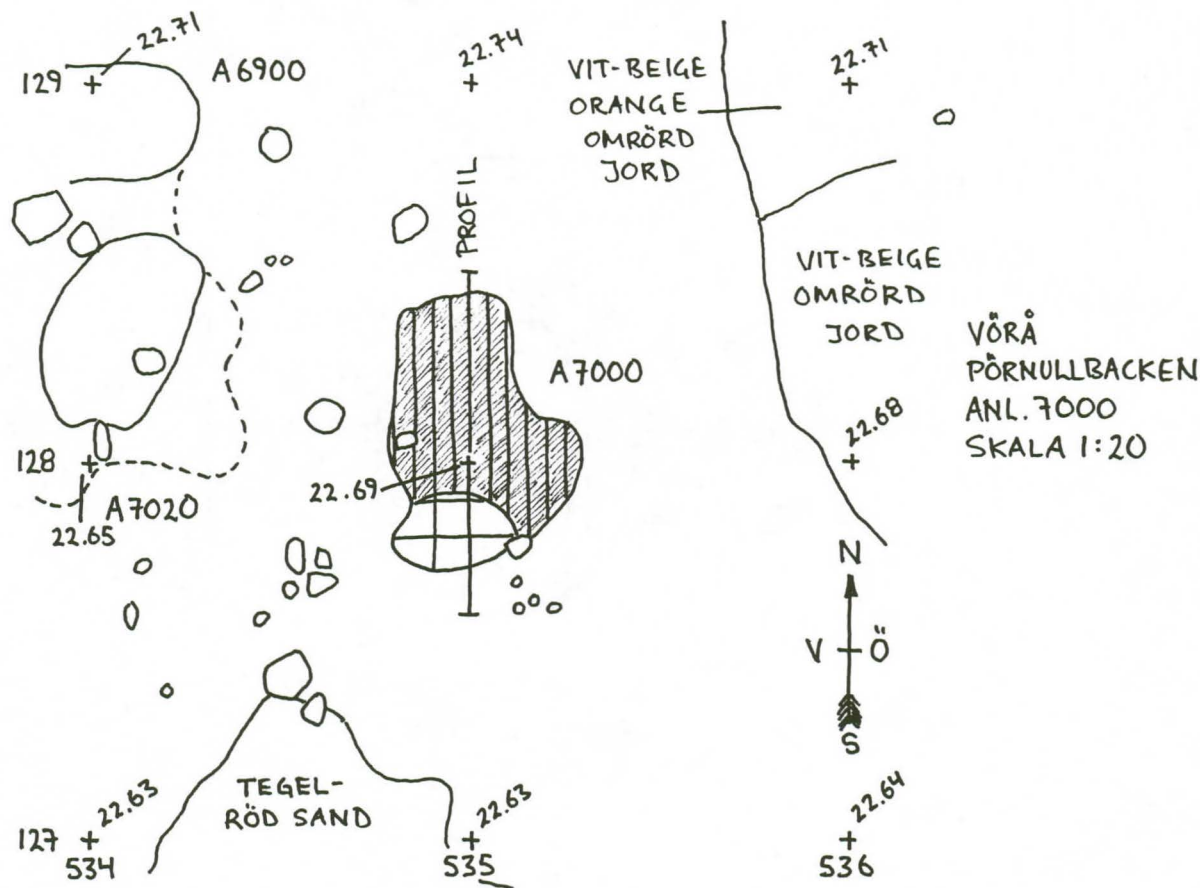 22.71
129
A6900
22.74
PROFIL
VIT-BEIGE
ORANGE
OMRÖRD
JORD
22.71
VIT-BEIGE
OMRÖRD
JORD
A7000
VÖRÅ
PÖRNULLBACKEN
ANL. 7000
SKALA 1:20
22.68
128
A7020
22.65
22.69
N
V
Ö
S
TEGEL-
RÖD SAND
22.63
127
534
22.63
535
22.64
536